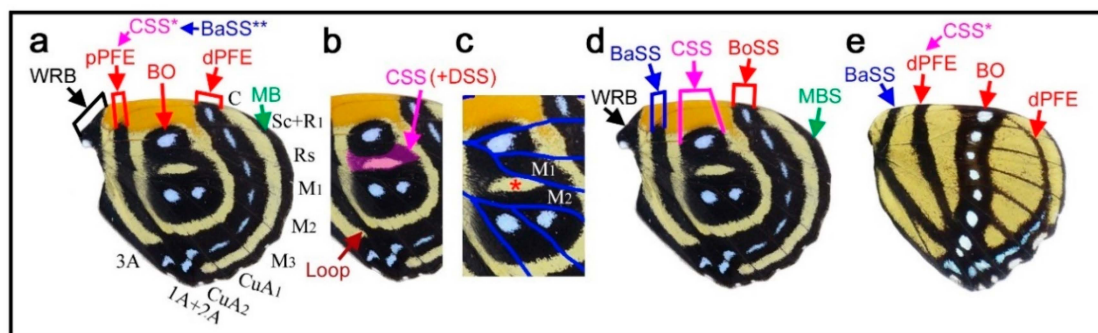 a
CSS* BaSS**
pPFE dPFE
WRB BO
C MB
Sc+R1
Rs
M1
M2
M3
CuA1
CuA2
1A+2A
3A
b
CSS (+DSS)
Loop
c
M1
*
M2
d
BaSS CSS BoSS
WRB MBS
e
CSS*
BaSS dPFE
BO
dPFE